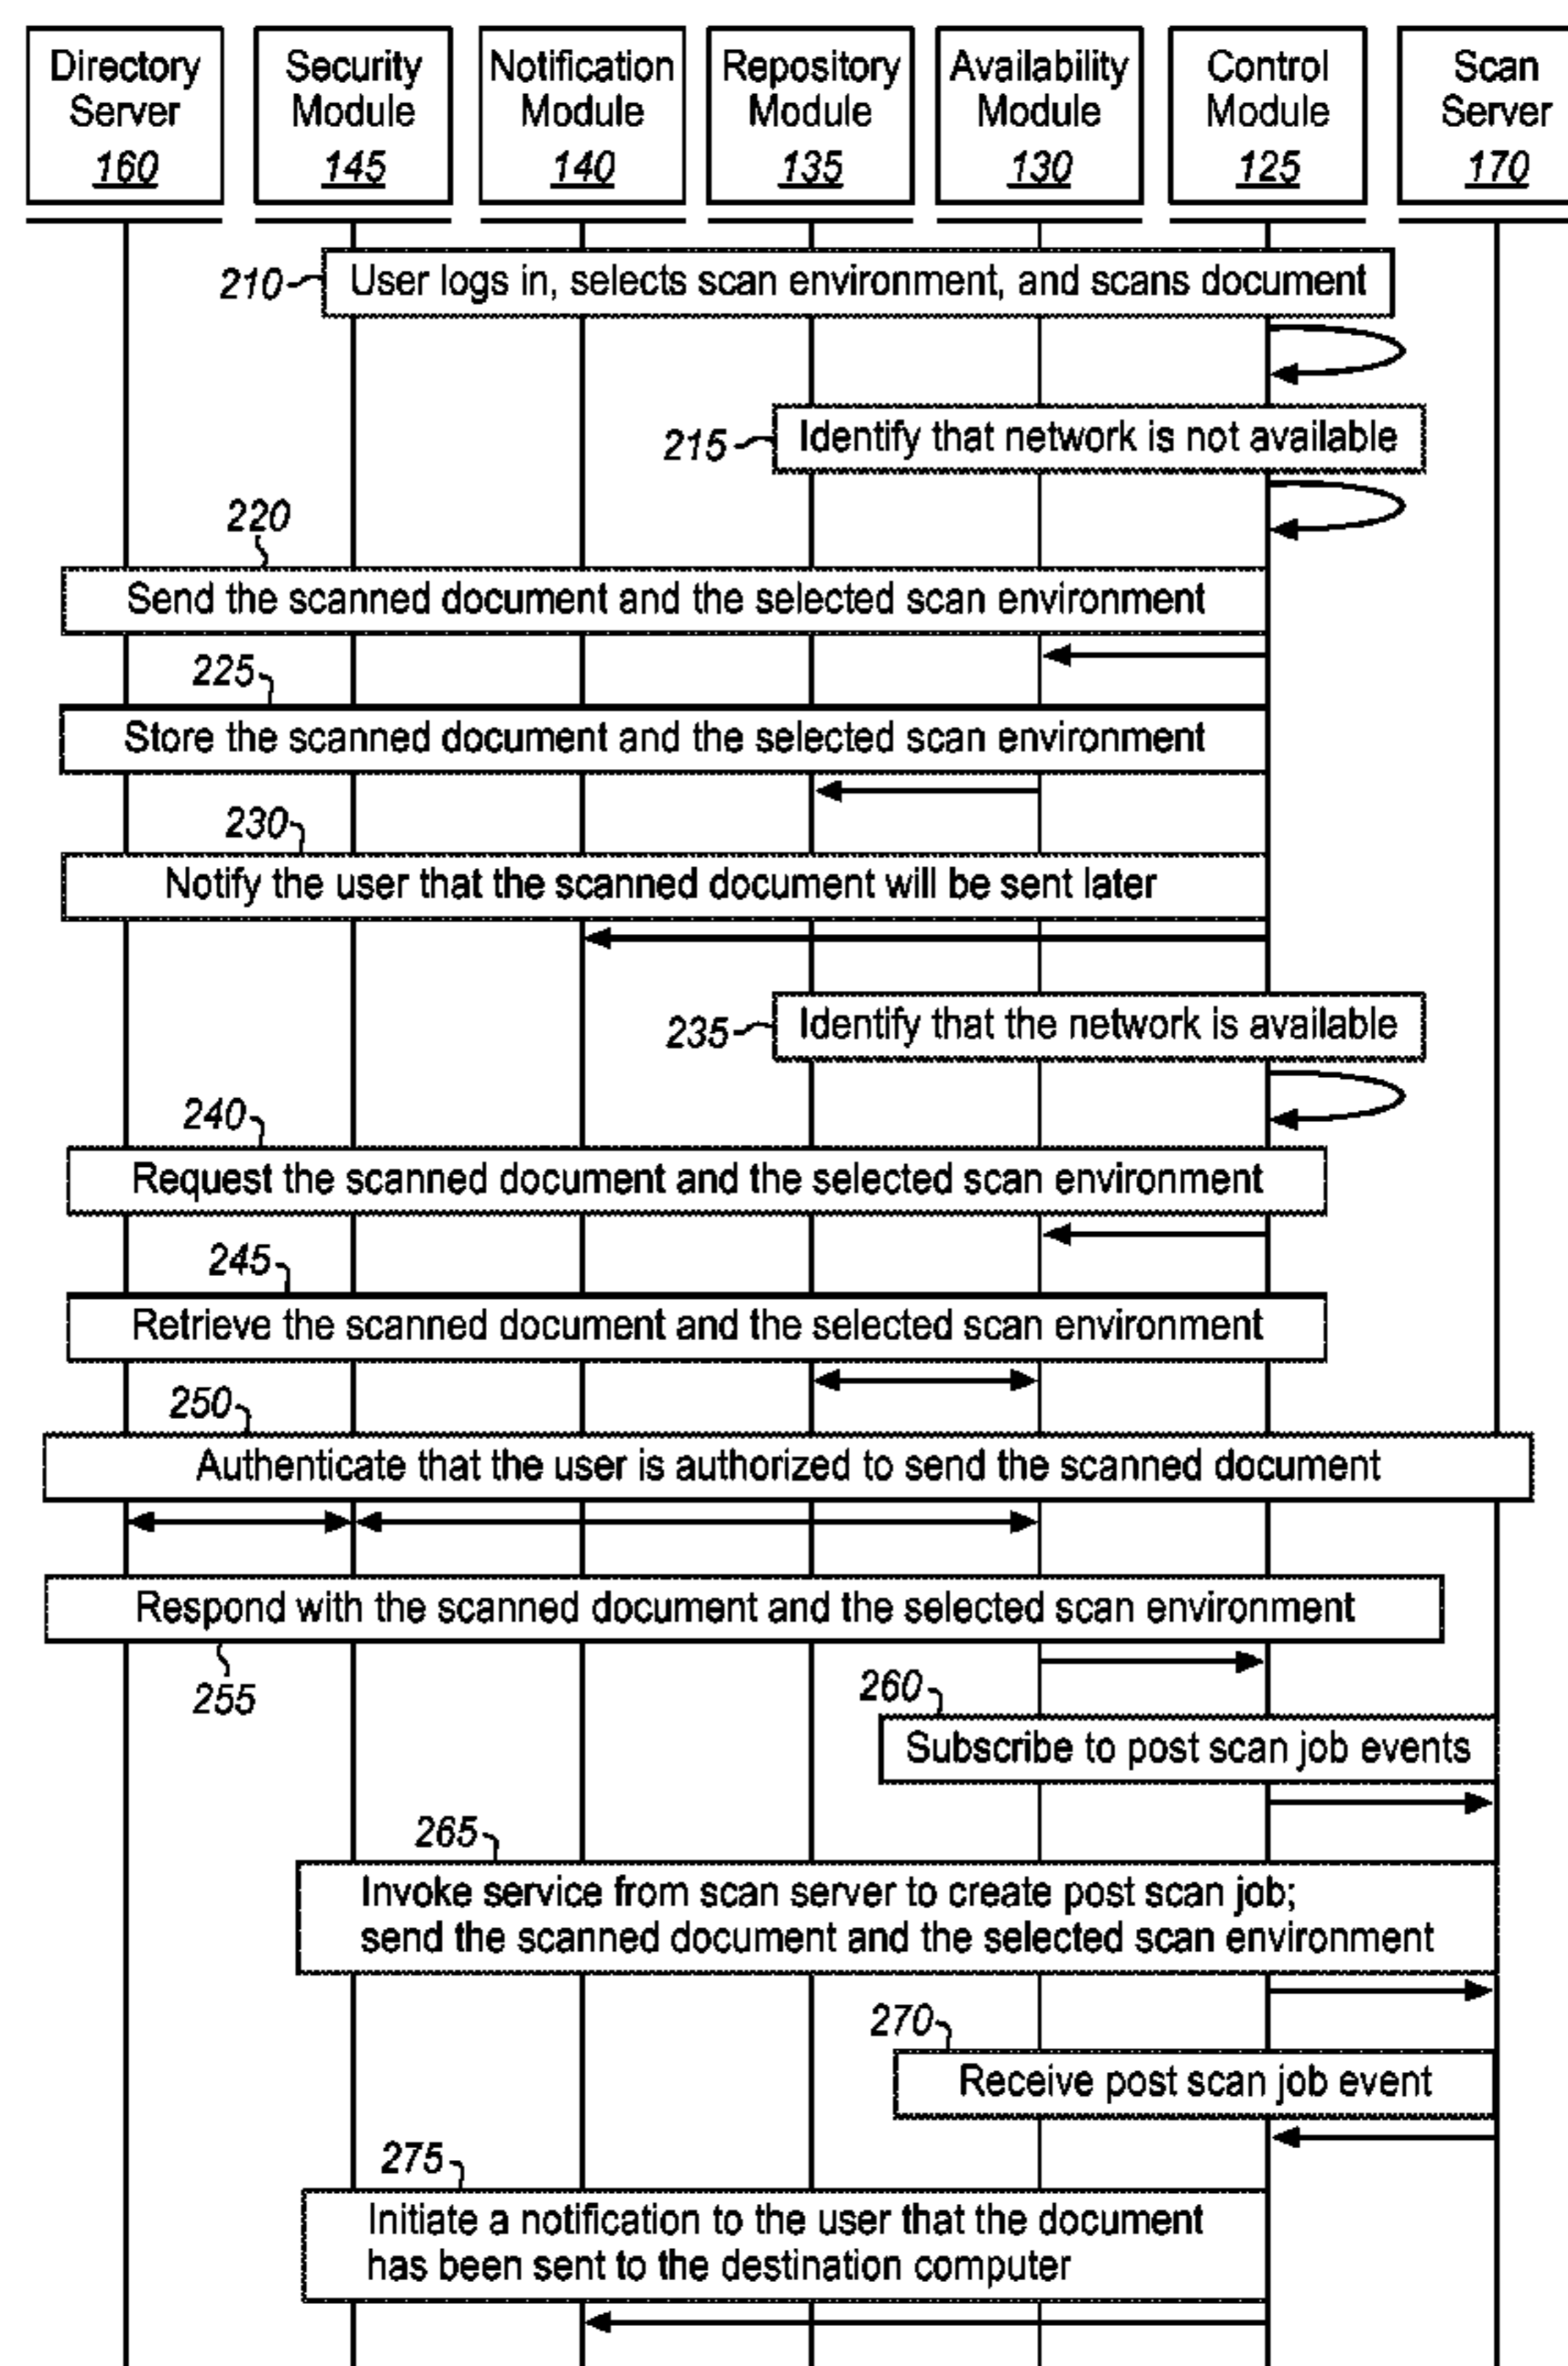 Directory
Server
160
Security
Module
145
Notification
Module
140
Repository
Module
135
Availability
Module
130
Control
Module
125
Scan
Server
170
210
User logs in, selects scan environment, and scans document
215
Identify that network is not available
220
Send the scanned document and the selected scan environment
225
Store the scanned document and the selected scan environment
230
Notify the user that the scanned document will be sent later
235
Identify that the network is available
240
Request the scanned document and the selected scan environment
245
Retrieve the scanned document and the selected scan environment
250
Authenticate that the user is authorized to send the scanned document
Respond with the scanned document and the selected scan environment
255
260
Subscribe to post scan job events
265
Invoke service from scan server to create post scan job;
send the scanned document and the selected scan environment
270
Receive post scan job event
275
Initiate a notification to the user that the document
has been sent to the destination computer